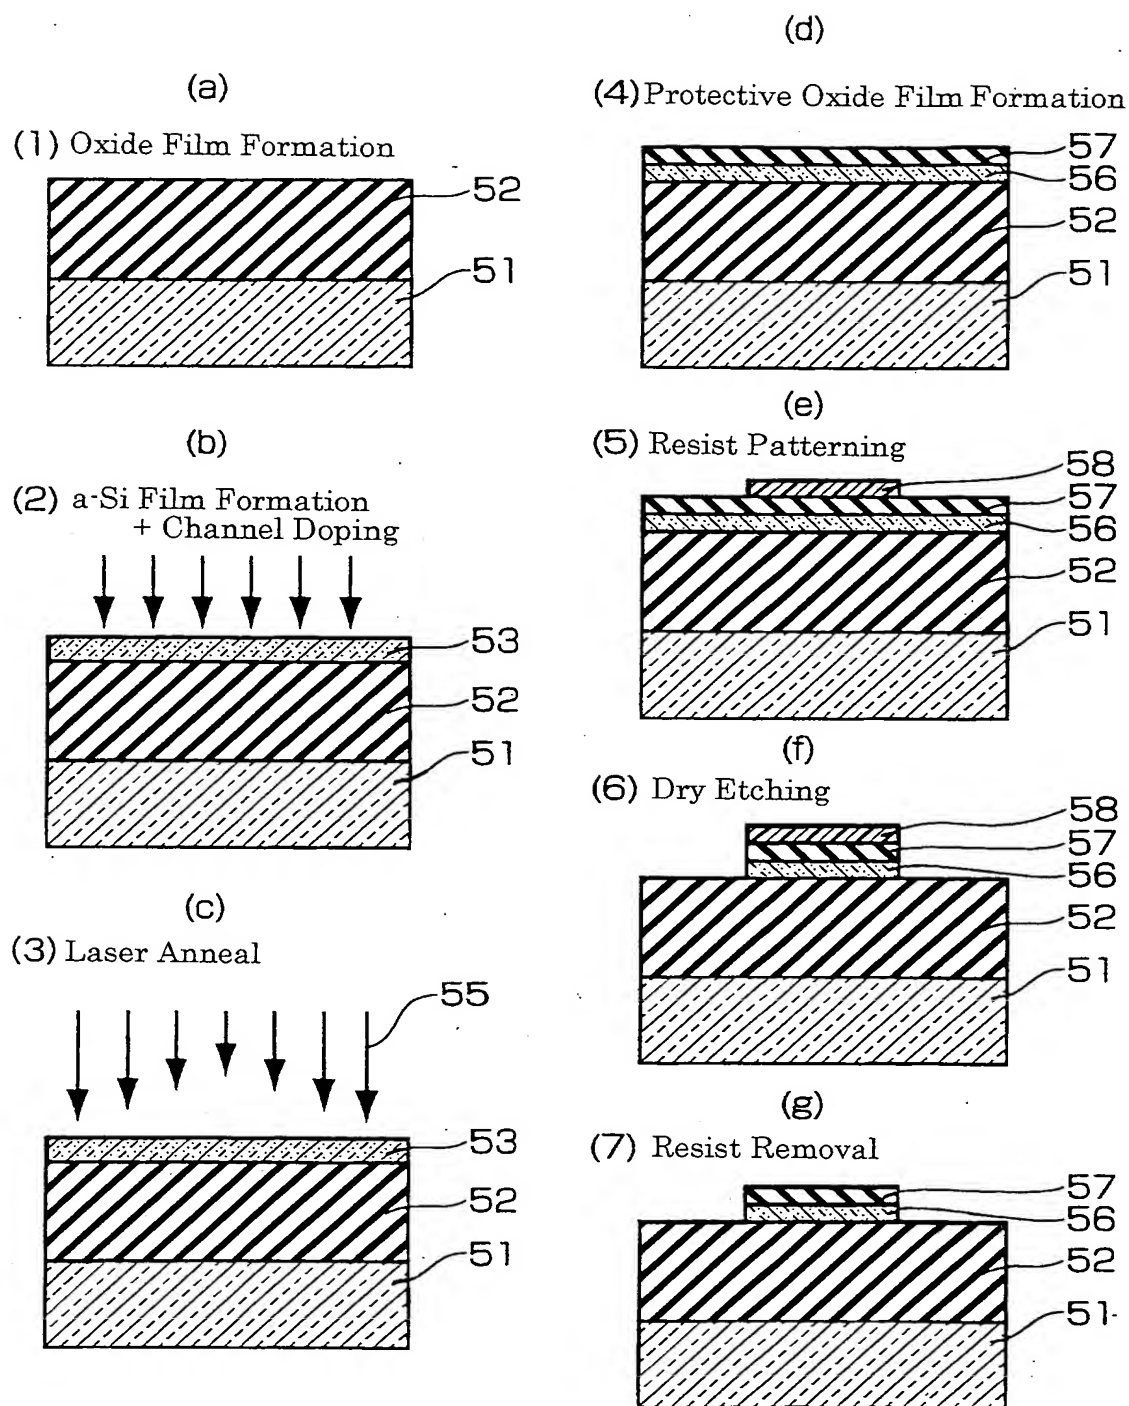 (a)
(1) Oxide Film Formation
52
51
(b)
(2) a-Si Film Formation
+ Channel Doping
53
52
51
(c)
(3) Laser Anneal
55
53
52
51
(d)
(4) Protective Oxide Film Formation
57
56
52
51
(e)
(5) Resist Patterning
58
57
56
52
51
(f)
(6) Dry Etching
58
57
56
52
51
(g)
(7) Resist Removal
57
56
52
51